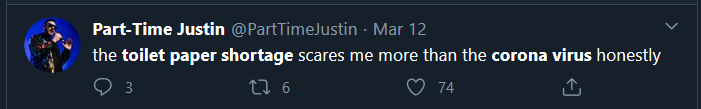 Part-Time Justin @PartTimeJustin · Mar 12
the toilet paper shortage scares me more than the corona virus honestly
3 6 74